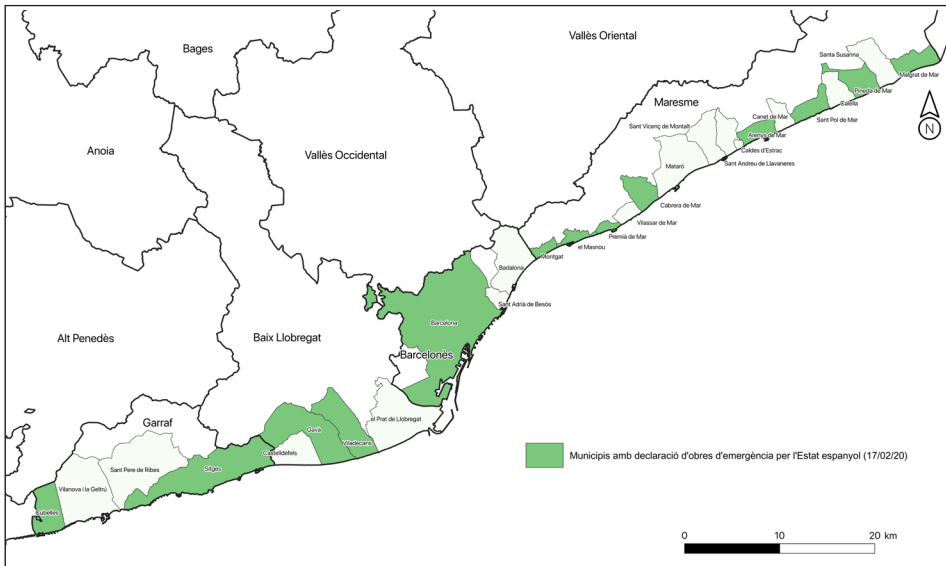 Bages
Vallès Oriental
Santa Susanna
Malgrat de Mar
Pineda de Mar
Calella
Maresme
Canet de Mar
Sant Pol de Mar
N
Sant Vicenç de Montalt
Arenys de Mar
Caldes d'Estrac
Anoia
Vallès Occidental
Sant Andreu de Llavaneres
Mataró
Cabrera de Mar
Vilassar de Mar
Premià de Mar
el Masnou
Montgat
Badalona
Sant Adrià de Besòs
Barcelona
Alt Penedès
Baix Llobregat
Barcelonès
el Prat de Llobregat
Garraf
Gavà
Viladecans
Castelldefels
Sant Pere de Ribes
Sitges
Vilanova i la Geltrú
Cubelles
Municipis amb declaració d'obres d'emergència per l'Estat espanyol (17/02/20)
0 10 20 km